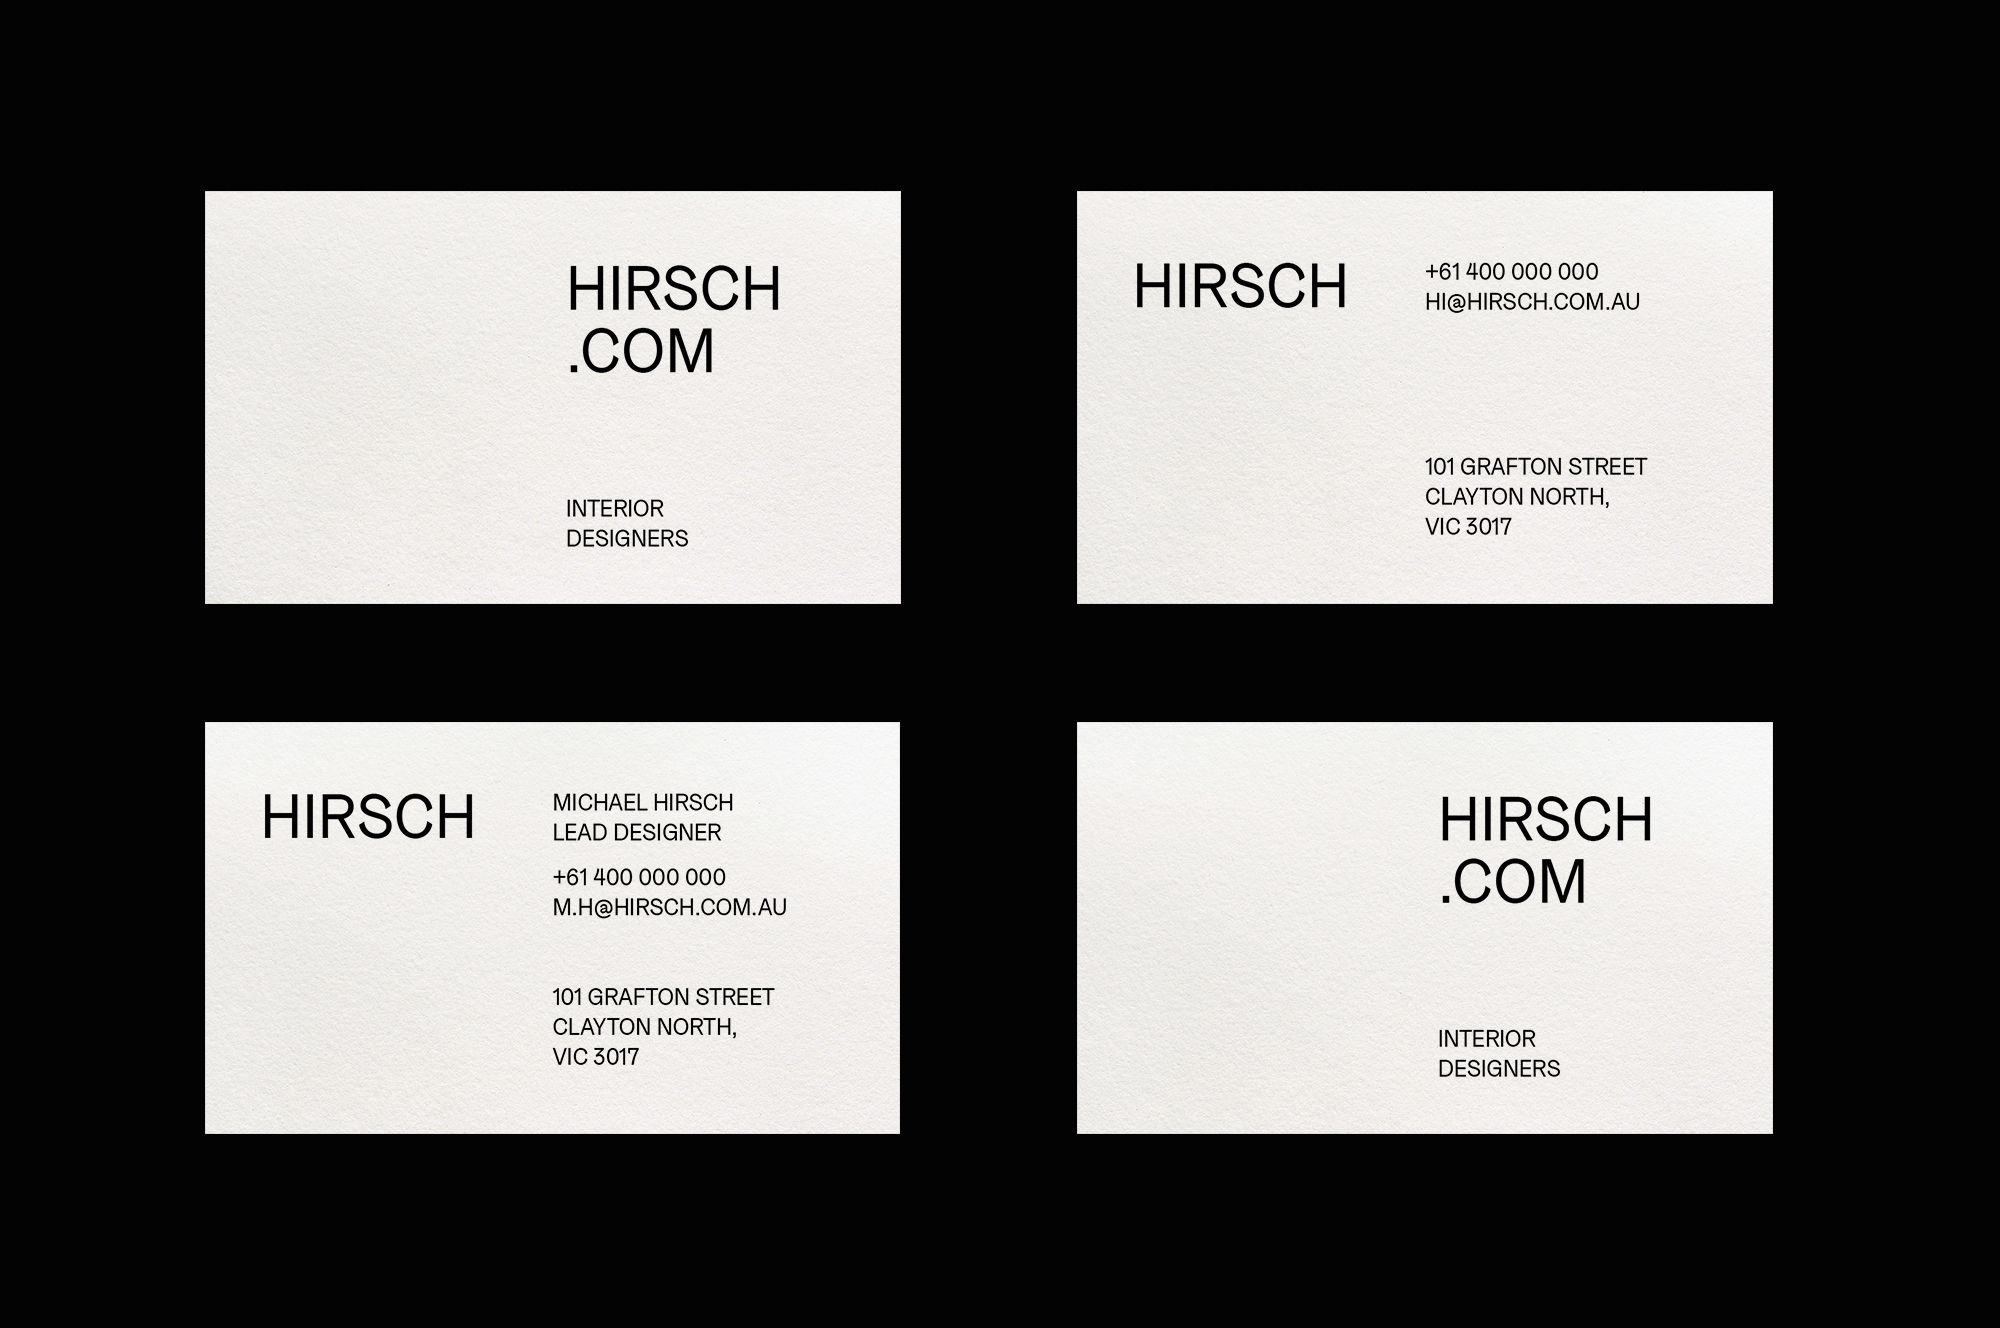 HIRSCH
.COM
INTERIOR
DESIGNERS
HIRSCH
+61 400 000 000
HI@HIRSCH.COM.AU
101 GRAFTON STREET
CLAYTON NORTH,
VIC 3017
HIRSCH
MICHAEL HIRSCH
LEAD DESIGNER
+61 400 000 000
M.H@HIRSCH.COM.AU
101 GRAFTON STREET
CLAYTON NORTH,
VIC 3017
HIRSCH
.COM
INTERIOR
DESIGNERS